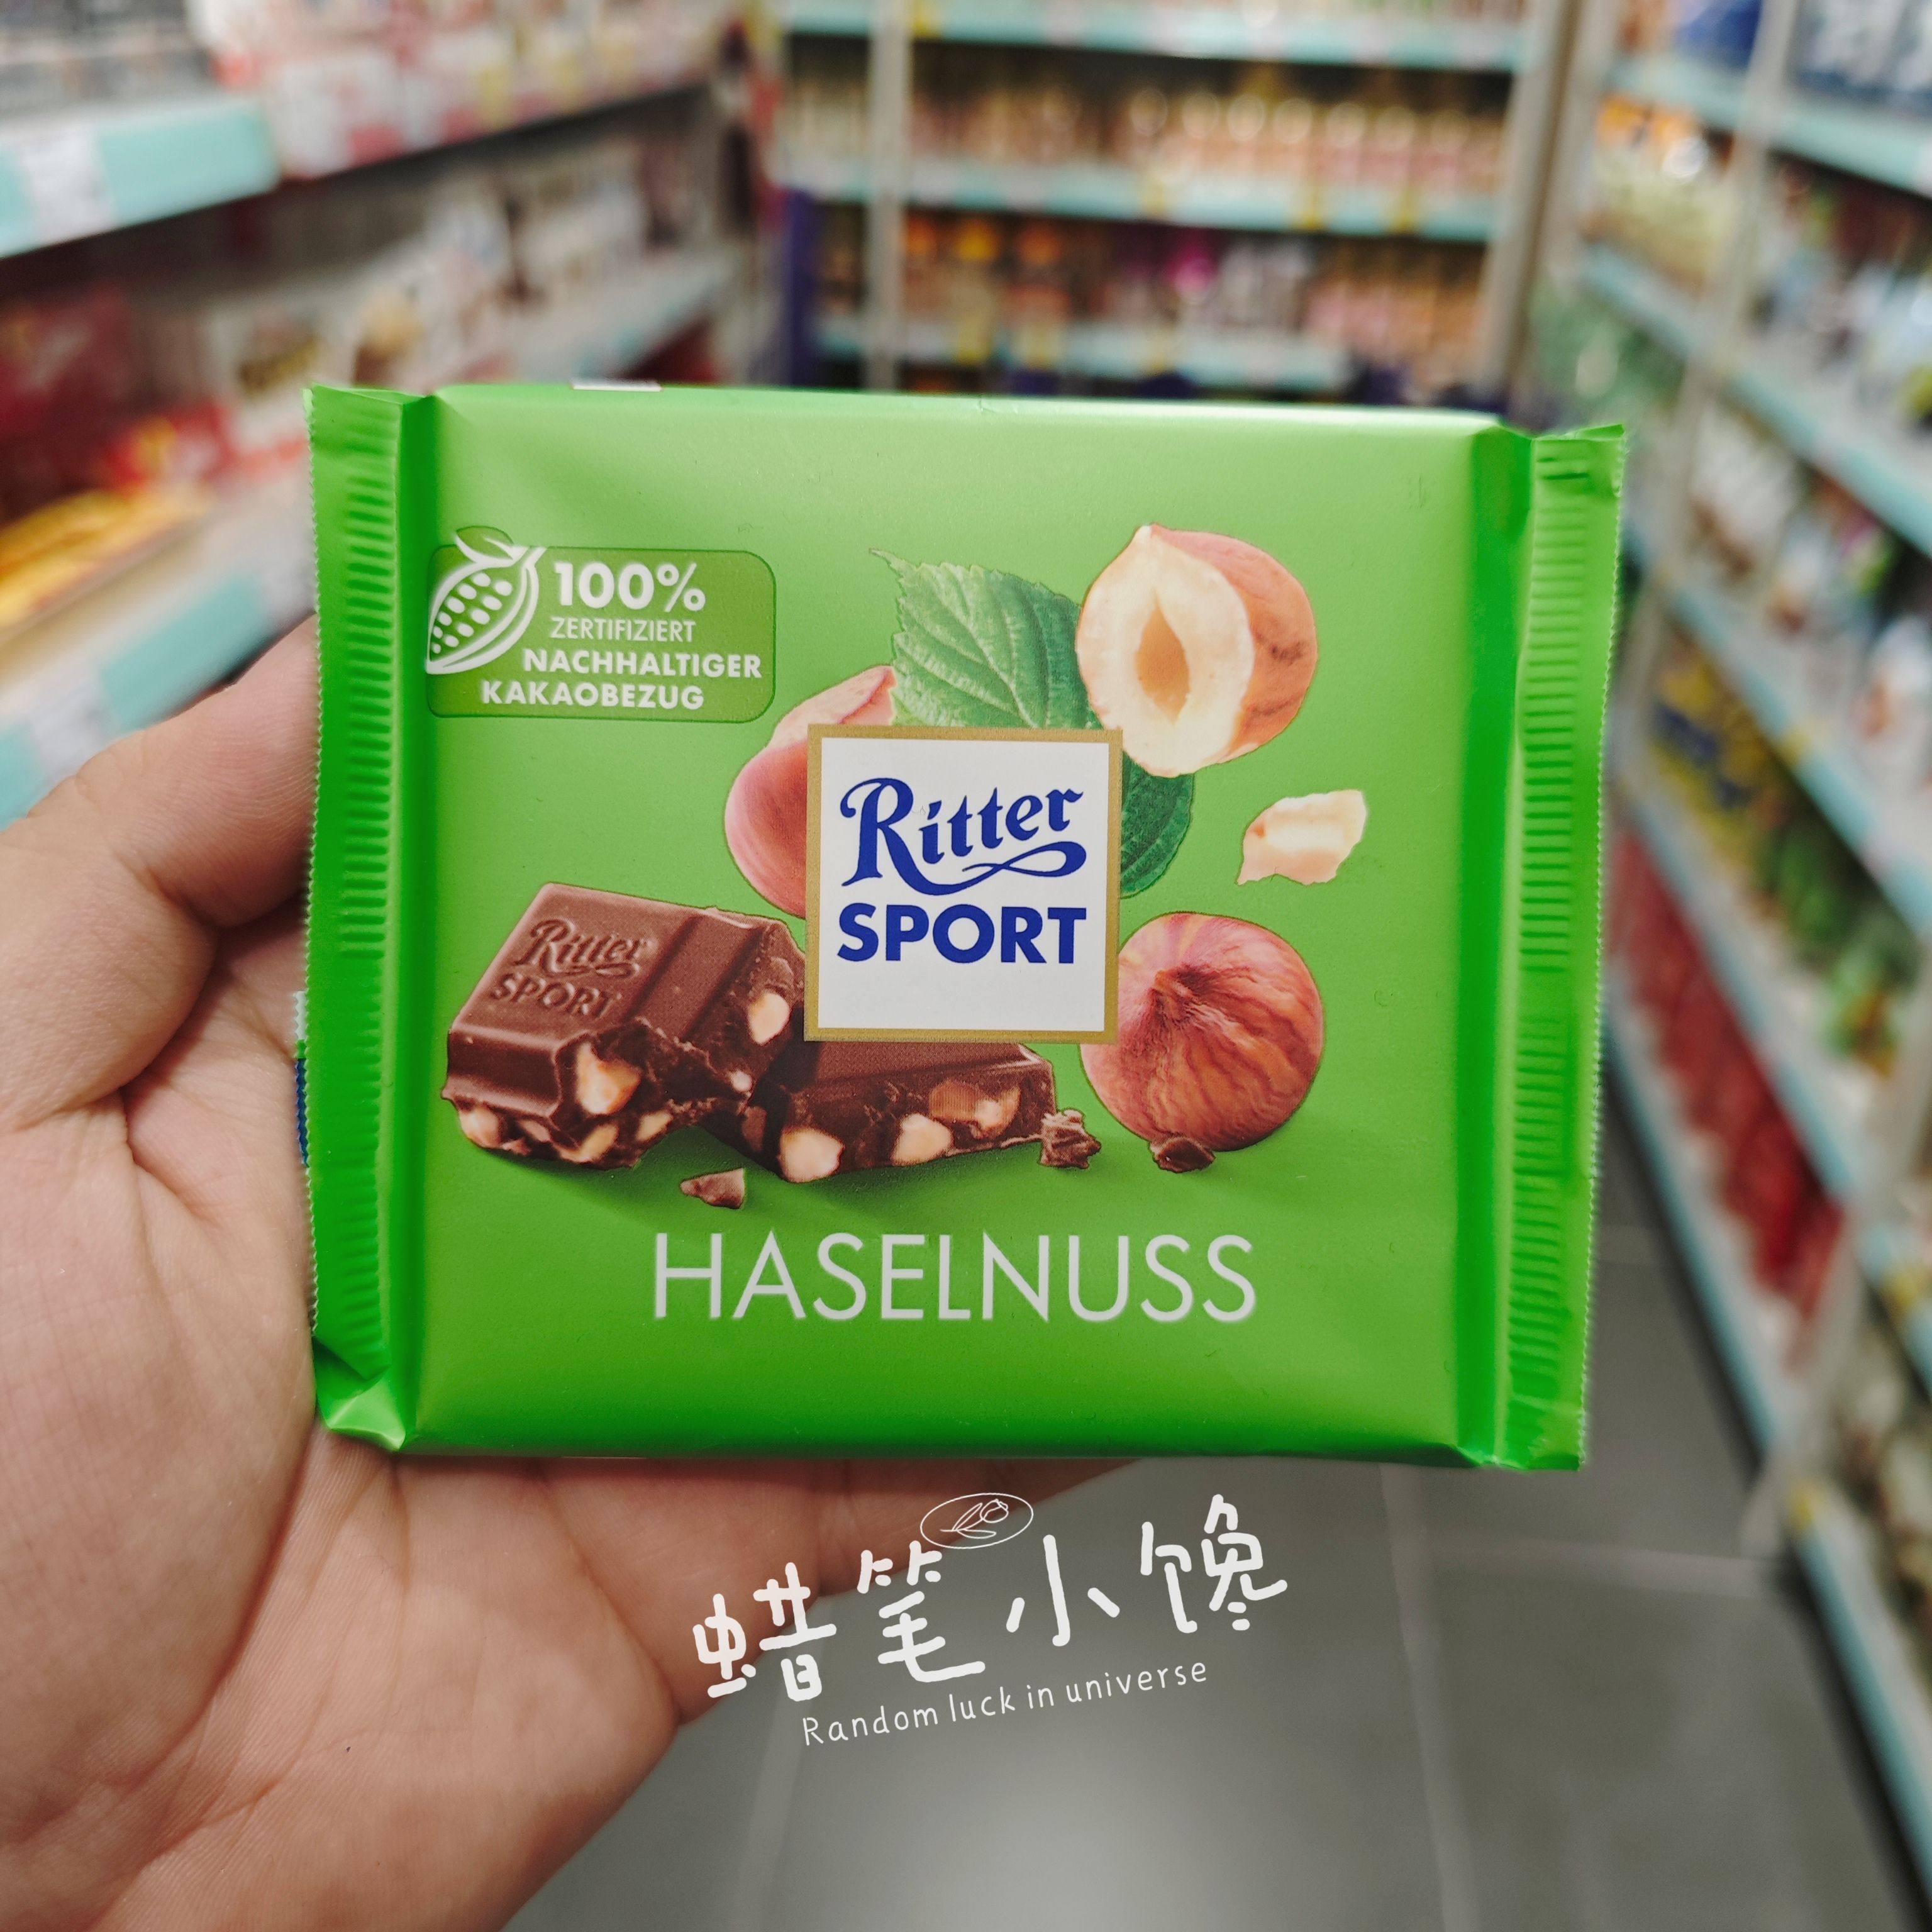 100%
ZERTIFIZIERT
NACHHALTIGER
KAKAOBEZUG
Ritter
SPORT
Ritter
SPORT
HASELNUSS
蜡笔小馋
Random luck in universe